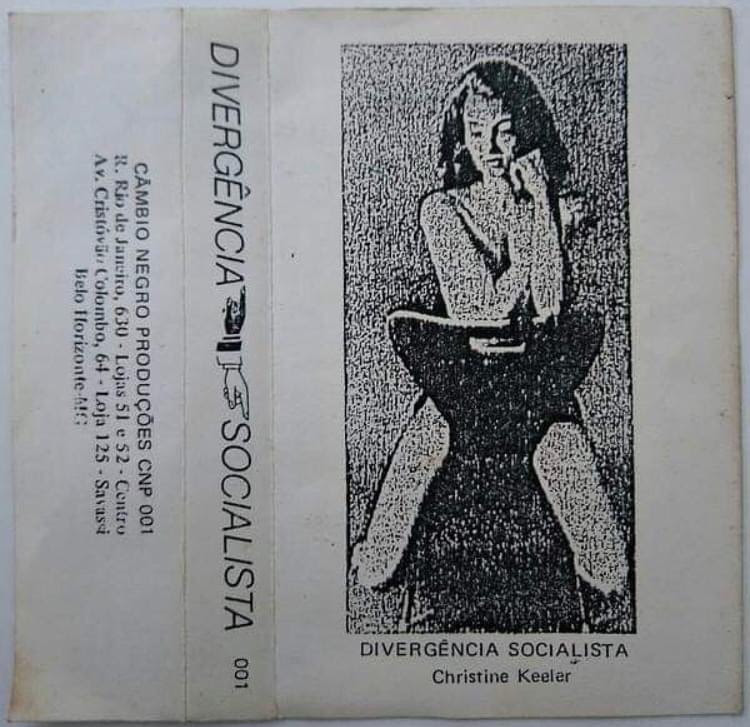 CÂMBIO NEGRO PRODUÇÕES CNP 001
R. Rio de Janeiro, 630 - Lojas 51 e 52 - Centro
Av. Cristóvão Colombo, 64 - Loja 125 - Savassi
Belo Horizonte-MG
DIVERGÊNCIA SOCIALISTA 001
DIVERGÊNCIA SOCIALISTA
Christine Keeler